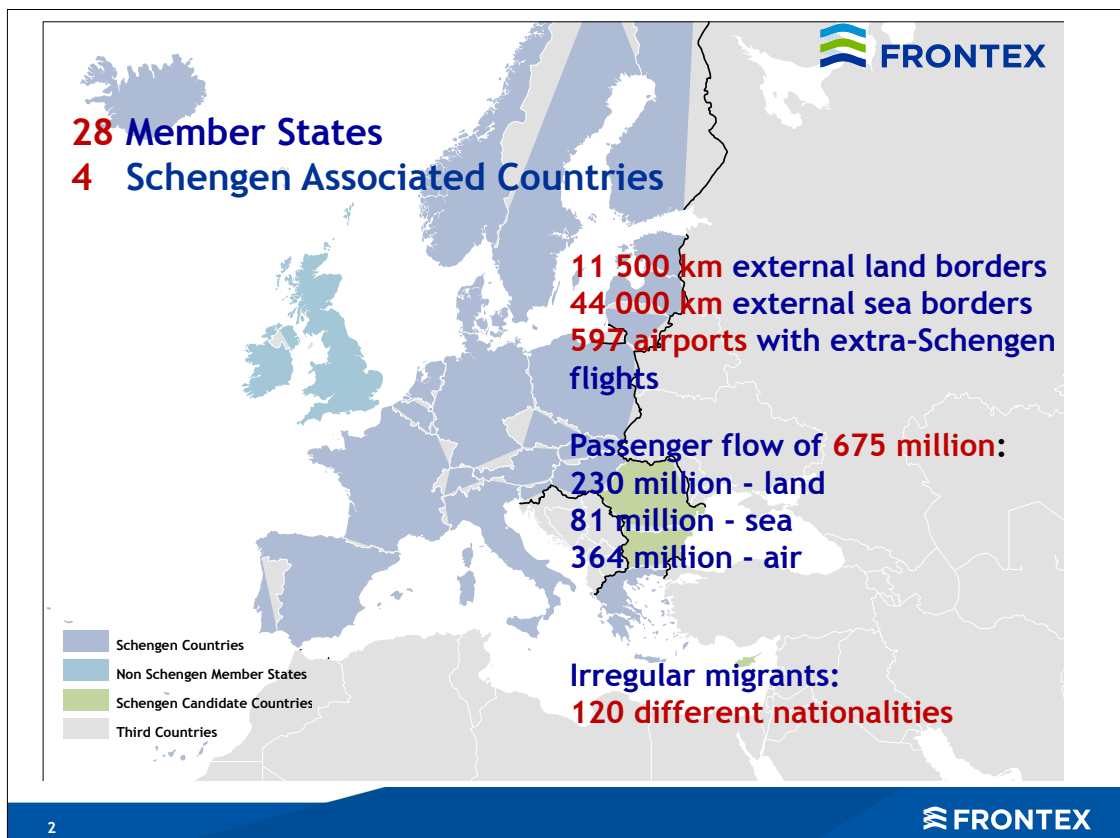 FRONTEX
28 Member States
4 Schengen Associated Countries
11 500 km external land borders
44 000 km external sea borders
597 airports with extra-Schengen
flights
Passenger flow of 675 million:
230 million - land
81 million - sea
364 million - air
Schengen Countries
Non Schengen Member States
Schengen Candidate Countries
Third Countries
Irregular migrants:
120 different nationalities
2
FRONTEX